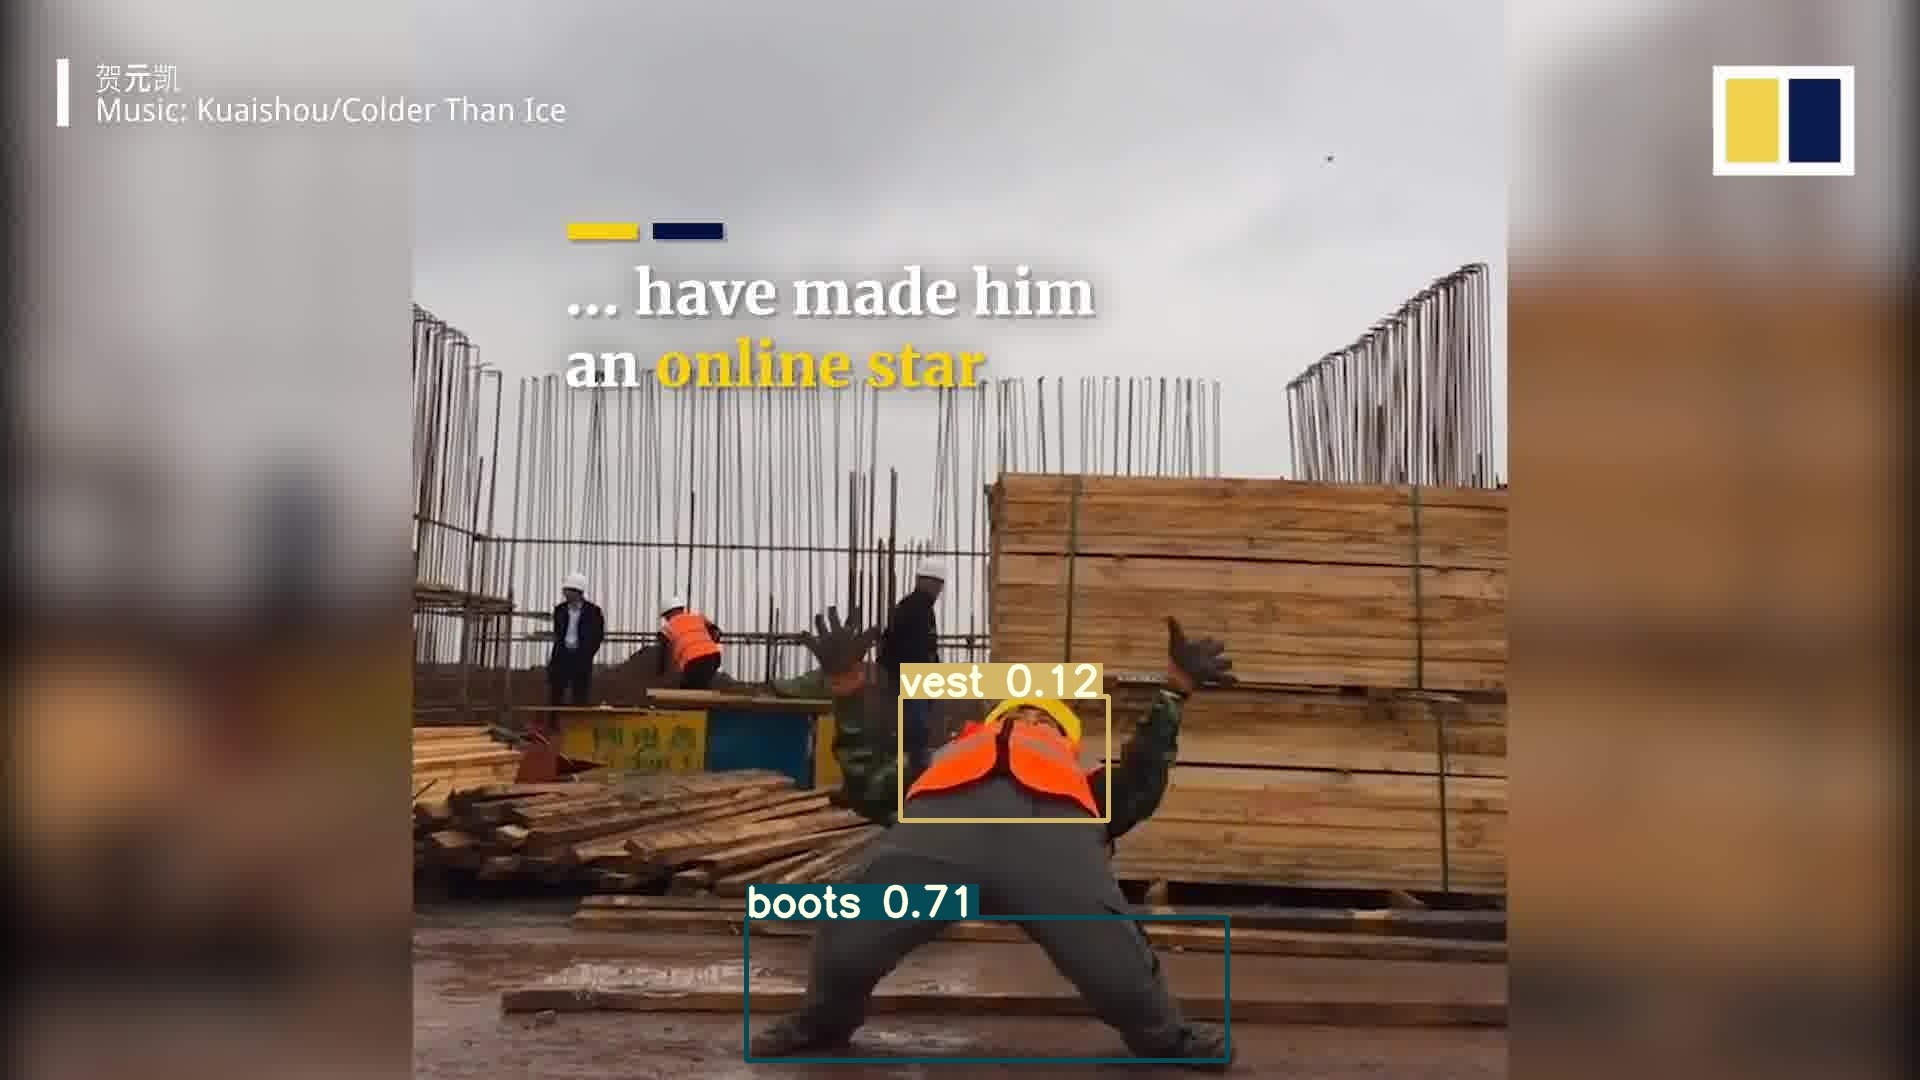 贺元凯
Music: Kuaishou/Colder Than Ice
... have made him
an online star
vest 0.12
boots 0.71